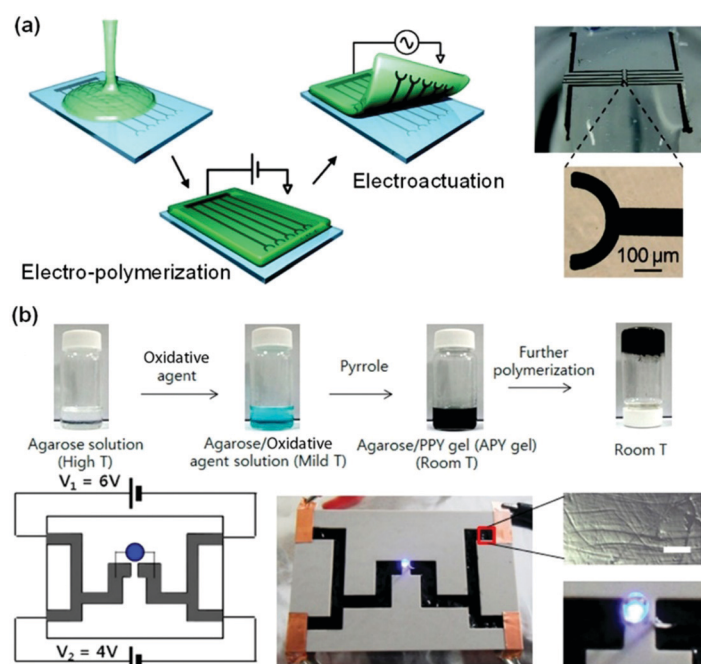 (a)
Electroactuation
Electro-polymerization
100 μm
(b)
Oxidative
agent
Pyrrole
Further
polymerization
Agarose solution
(High T)
Agarose/Oxidative
agent solution (Mild T)
Agarose/PPY gel (APY gel)
(Room T)
Room T
V₁ = 6V
V₂ = 4V